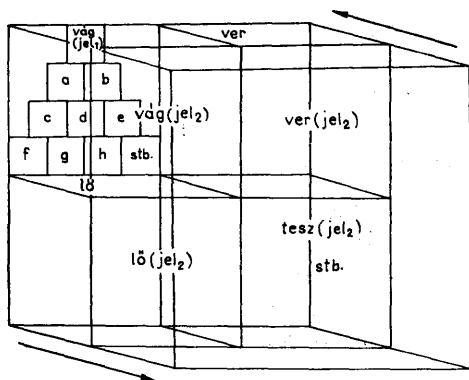 vág ver
(jel₁)
a b
c d e vág (jel₂) ver (jel₂)
f g h stb.
lő
lő (jel₂) tesz (jel₂)
stb.